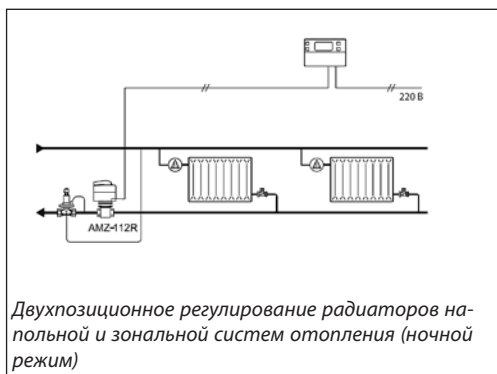 220 В
AMZ-112R
Двухпозиционное регулирование радиаторов на-
польной и зональной систем отопления (ночной
режим)